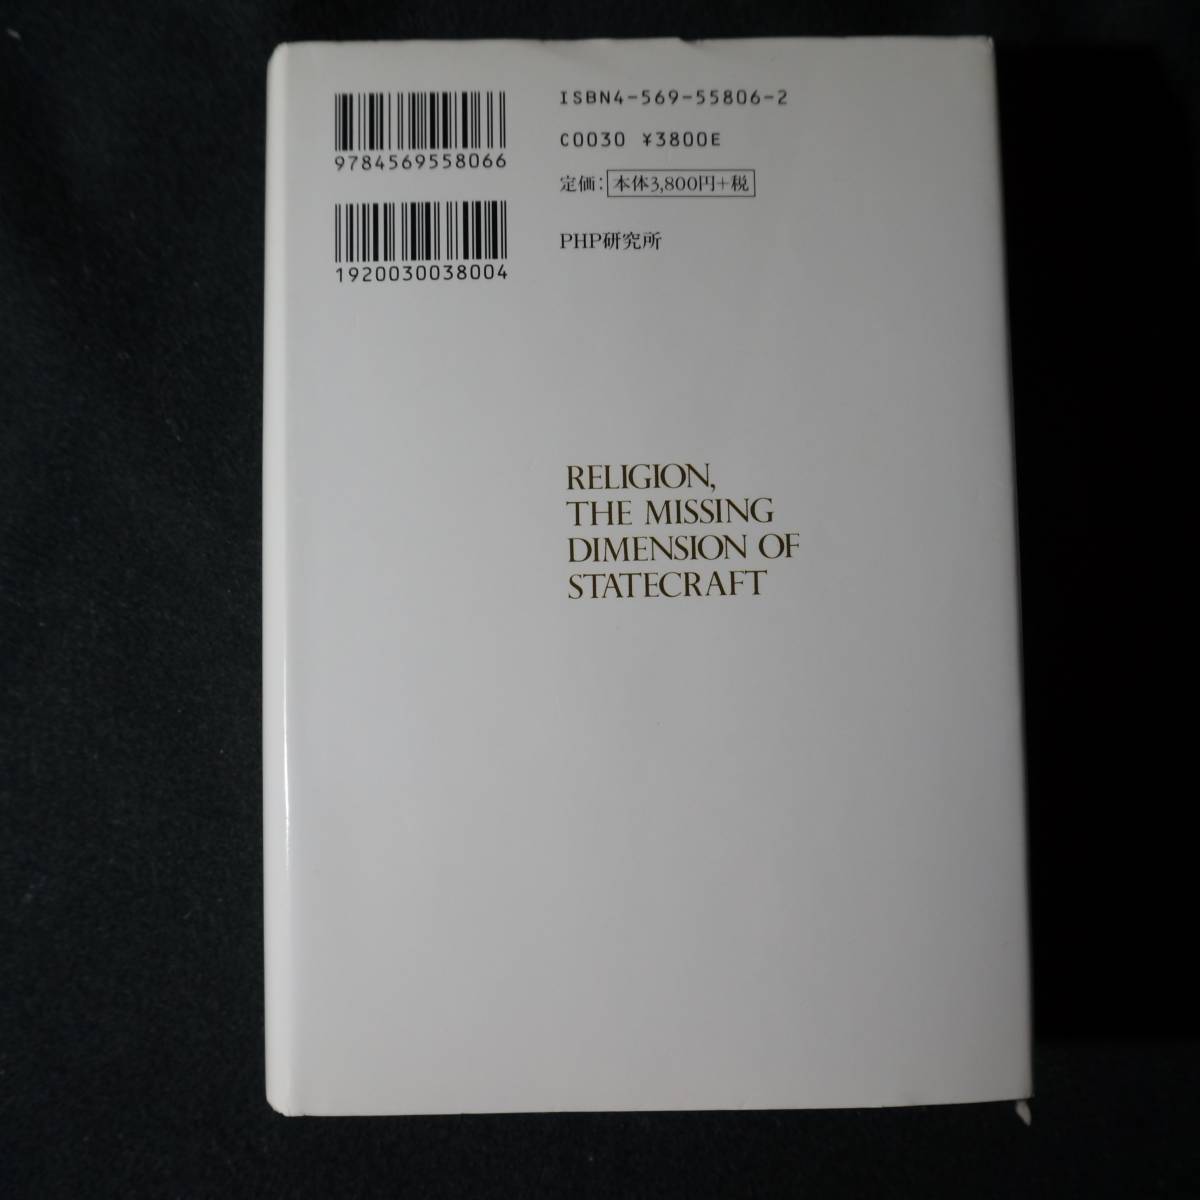 9784569558066
1920030038004
ISBN4-569-55806-2
C0030 ¥3800E
定価：本体3,800円+税
PHP研究所
RELIGION,
THE MISSING
DIMENSION OF
STATECRAFT